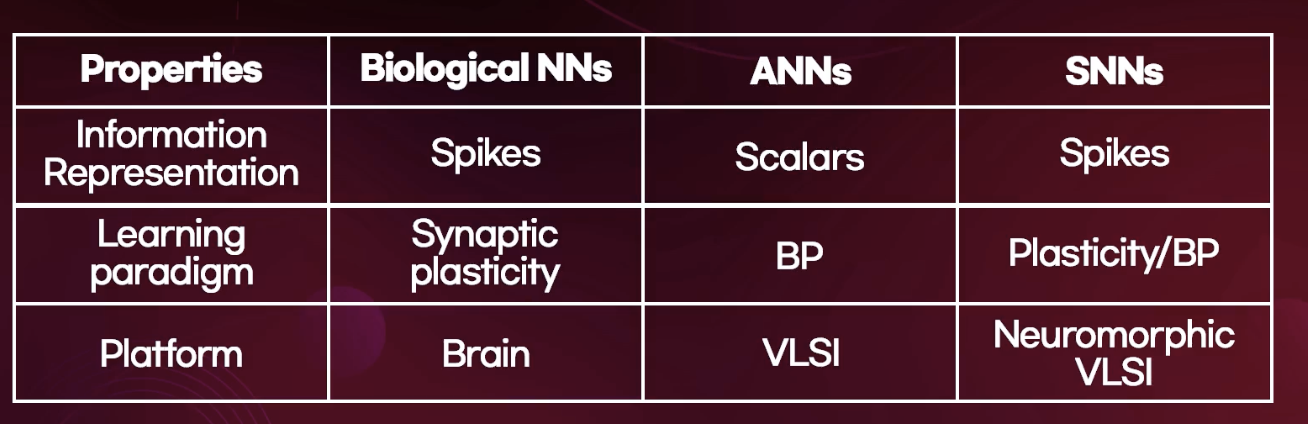 Properties
Biological NNs
ANNs
SNNs
Information
Representation
Spikes
Scalars
Spikes
Learning
paradigm
Synaptic
plasticity
BP
Plasticity/BP
Platform
Brain
VLSI
Neuromorphic
VLSI